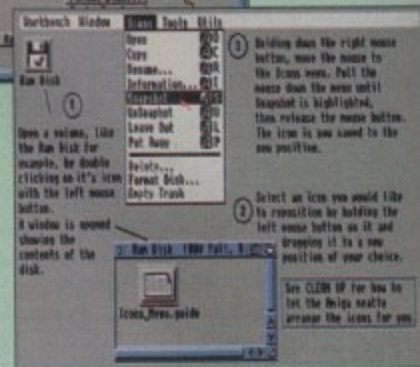 Workbench Window Icons Tools Utils
Ram Disk
Open O
Copy C
Rename... R
Information... I
Snapshot S
UnSnapshot U
Leave Out L
Put Away P
Delete...
Format Disk...
Empty Trash
1
Open a volume, like
the Ram Disk for
example, be double
clicking on it's icon
with the left mouse
button.
A window is opened
showing the
contents of the
disk.
3
Holding down the right mouse
button, move the mouse to
the Icons menu. Pull the
mouse down the menu until
Snapshot is highlighted,
then release the mouse button.
The icon is now saved to the
new position.
2
Select an icon you would like
to reposition by holding the
left mouse button on it and
dragging it to a new
position of your choice.
Ram Disk 100% full, 0
Icons_Menu.guide
See CLEAN UP for how to
let the Amiga neatly
arrange the icons for you.